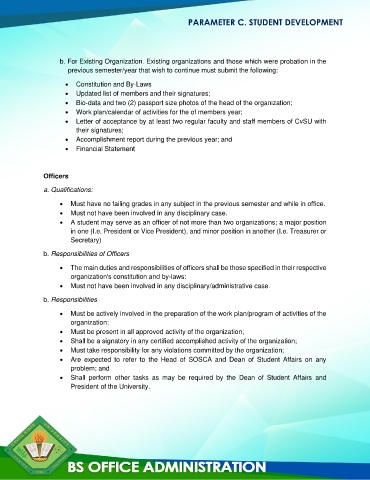 PARAMETER C. STUDENT DEVELOPMENT
b. For Existing Organization. Existing organizations and those which were probation in the
previous semester/year that wish to continue must submit the following:
• Constitution and By-Laws
• Updated list of members and their signatures;
• Bio-data and two (2) passport size photos of the head of the organization;
• Work plan/calendar of activities for the of members year;
• Letter of acceptance by at least two regular faculty and staff members of CvSU with
their signatures;
• Accomplishment report during the previous year; and
• Financial Statement
Officers
a. Qualifications:
• Must have no failing grades in any subject in the previous semester and while in office.
• Must not have been involved in any disciplinary case.
• A student may serve as an officer of not more than two organizations; a major position
in one (I.e. President or Vice President), and minor position in another (I.e. Treasurer or
Secretary)
b. Responsibilities of Officers
• The main duties and responsibilities of officers shall be those specified in their respective
organization's constitution and by-laws:
• Must not have been involved in any disciplinary/administrative case.
b. Responsibilities
• Must be actively involved in the preparation of the work plan/program of activities of the
organization;
• Must be present in all approved activity of the organization;
• Shall be a signatory in any certified accomplished activity of the organization;
• Must take responsibility for any violations committed by the organization;
• Are expected to refer to the Head of SOSCA and Dean of Student Affairs on any
problem; and
• Shall perform other tasks as may be required by the Dean of Student Affairs and
President of the University.
BS OFFICE ADMINISTRATION